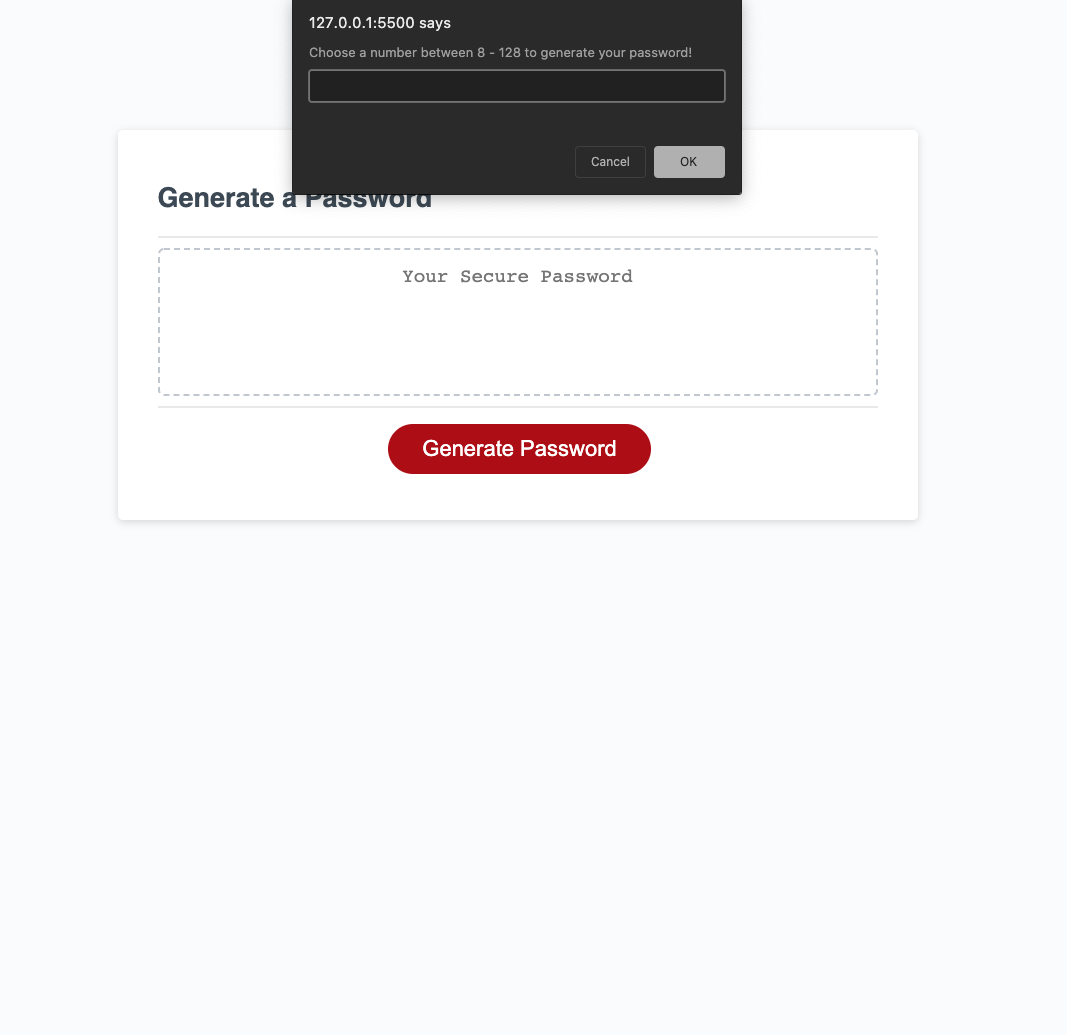 127.0.0.1:5500 says
Choose a number between 8 - 128 to generate your password!
Cancel
OK
Generate a Password
Your Secure Password
Generate Password